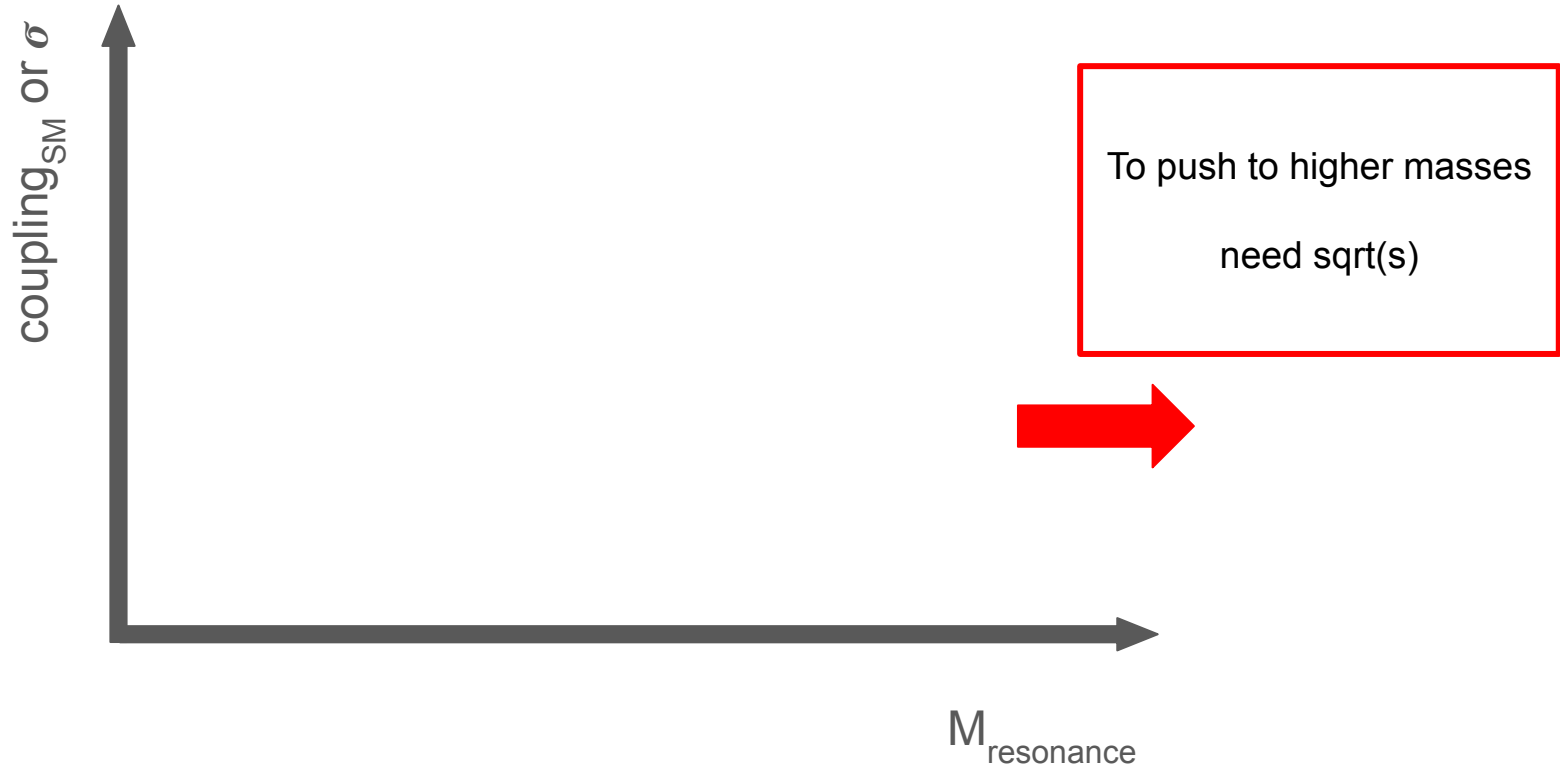 coupling_SM or σ
To push to higher masses
need sqrt(s)
M_resonance